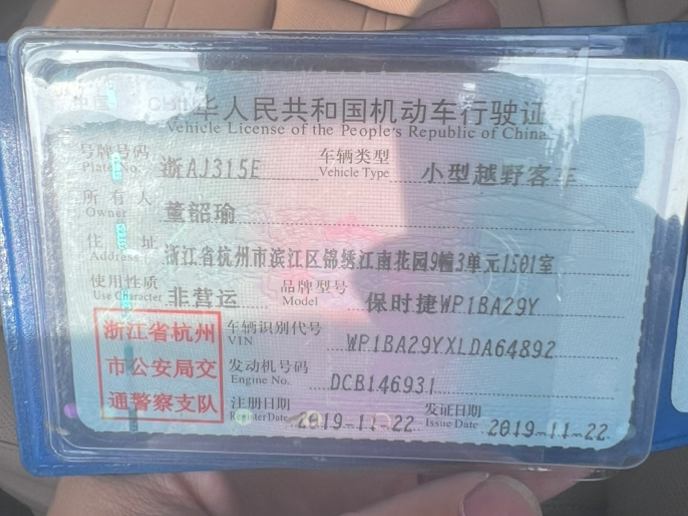 中国 CHINA
中华人民共和国机动车行驶证
Vehicle License of the People's Republic of China
号牌号码 浙AJ315E 车辆类型 小型越野客车
Plate No. Vehicle Type
所有人 董韶瑜
Owner
住址 浙江省杭州市滨江区锦绣江南花园9幢3单元1501室
Address
使用性质 非营运 品牌型号 保时捷WP1BA29Y
Use Character Model
浙江省杭州
市公安局交
通警察支队
车辆识别代号 WP1BA29YXLDA64892
VIN
发动机号码 DCB146931
Engine No.
注册日期 2019-11-22 发证日期 2019-11-22
Register Date Issue Date